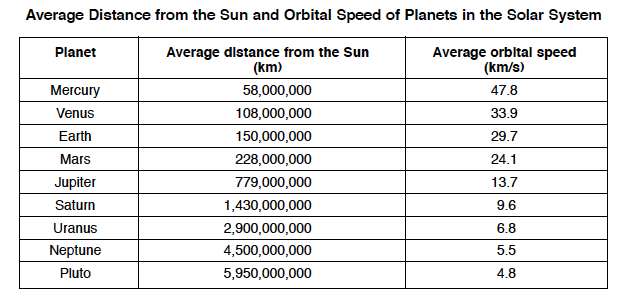 Average Distance from the Sun and Orbital Speed of Planets in the Solar System
Planet Average distance from the Sun (km) Average orbital speed (km/s)
Mercury 58,000,000 47.8
Venus 108,000,000 33.9
Earth 150,000,000 29.7
Mars 228,000,000 24.1
Jupiter 779,000,000 13.7
Saturn 1,430,000,000 9.6
Uranus 2,900,000,000 6.8
Neptune 4,500,000,000 5.5
Pluto 5,950,000,000 4.8